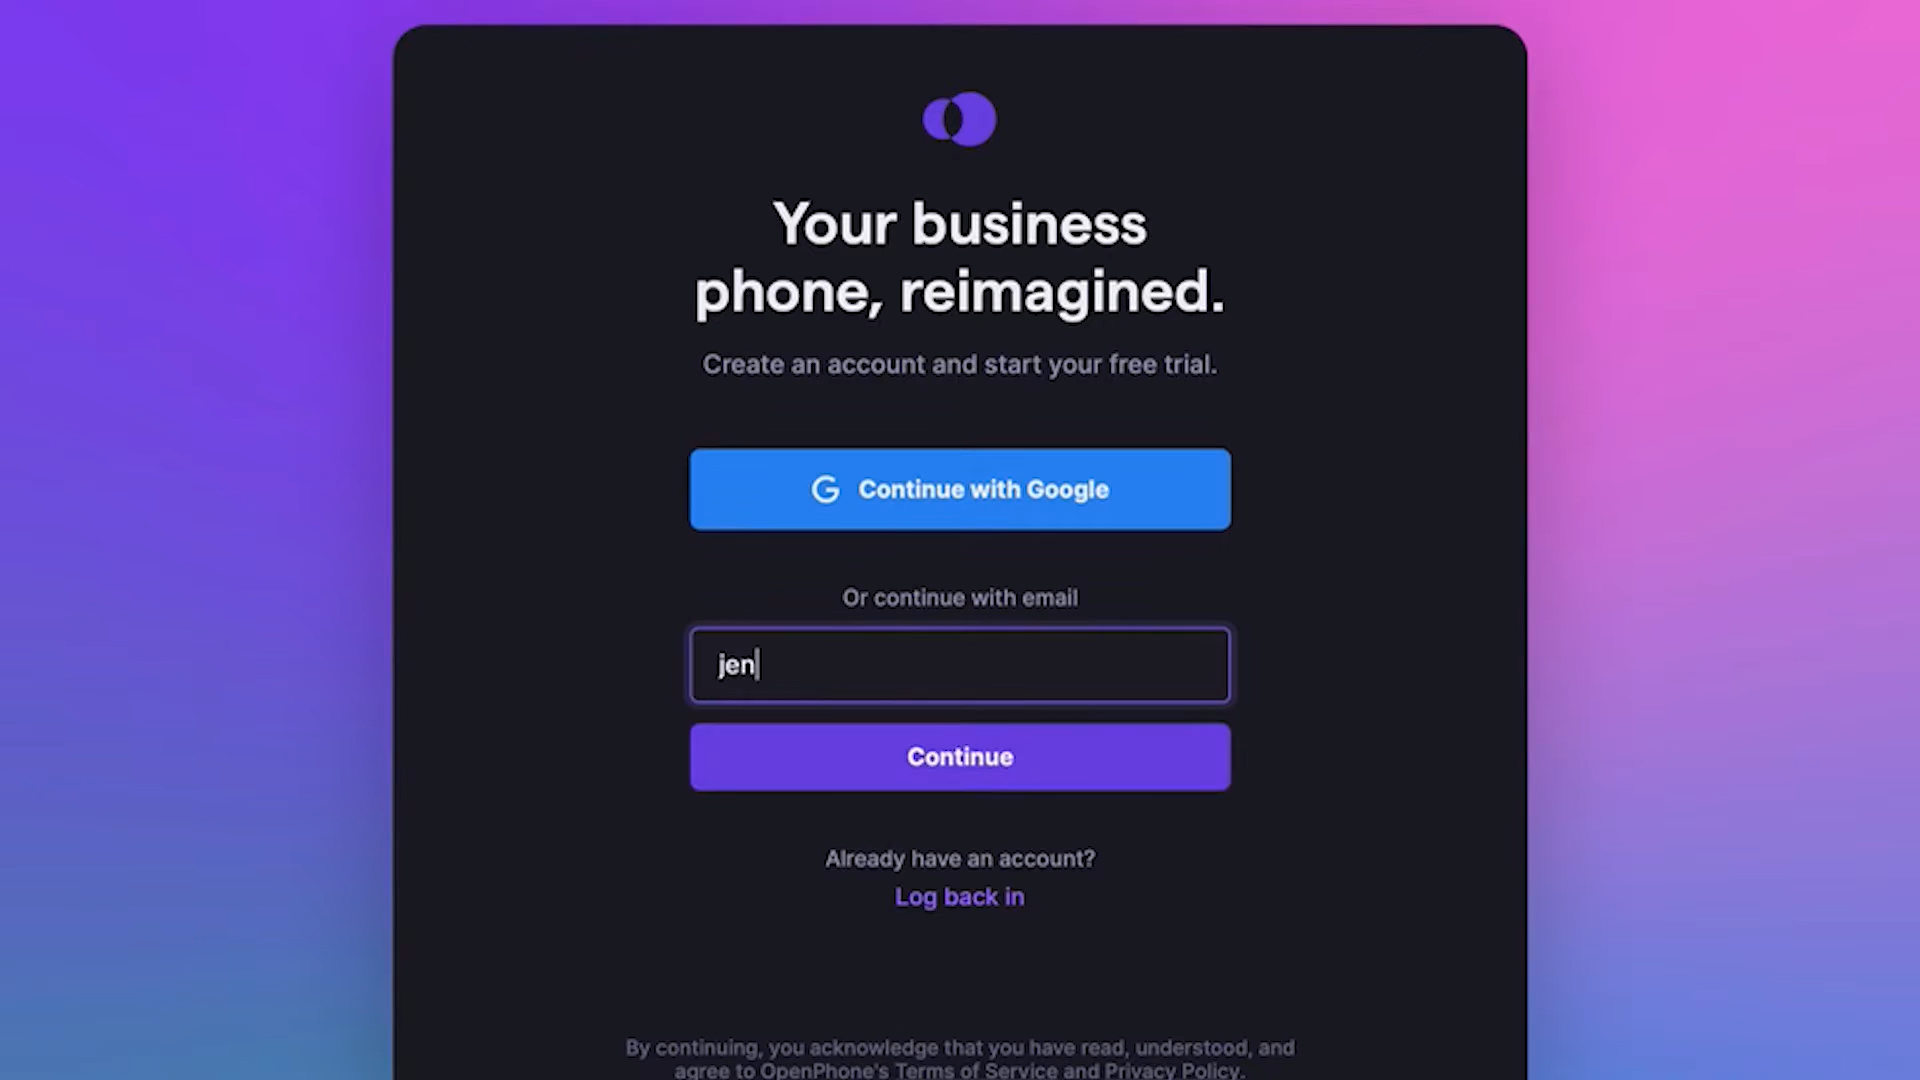 Your business
phone, reimagined.
Create an account and start your free trial.
Continue with Google
Or continue with email
jen
Continue
Already have an account?
Log back in
By continuing, you acknowledge that you have read, understood, and
agree to OpenPhone's Terms of Service and Privacy Policy.